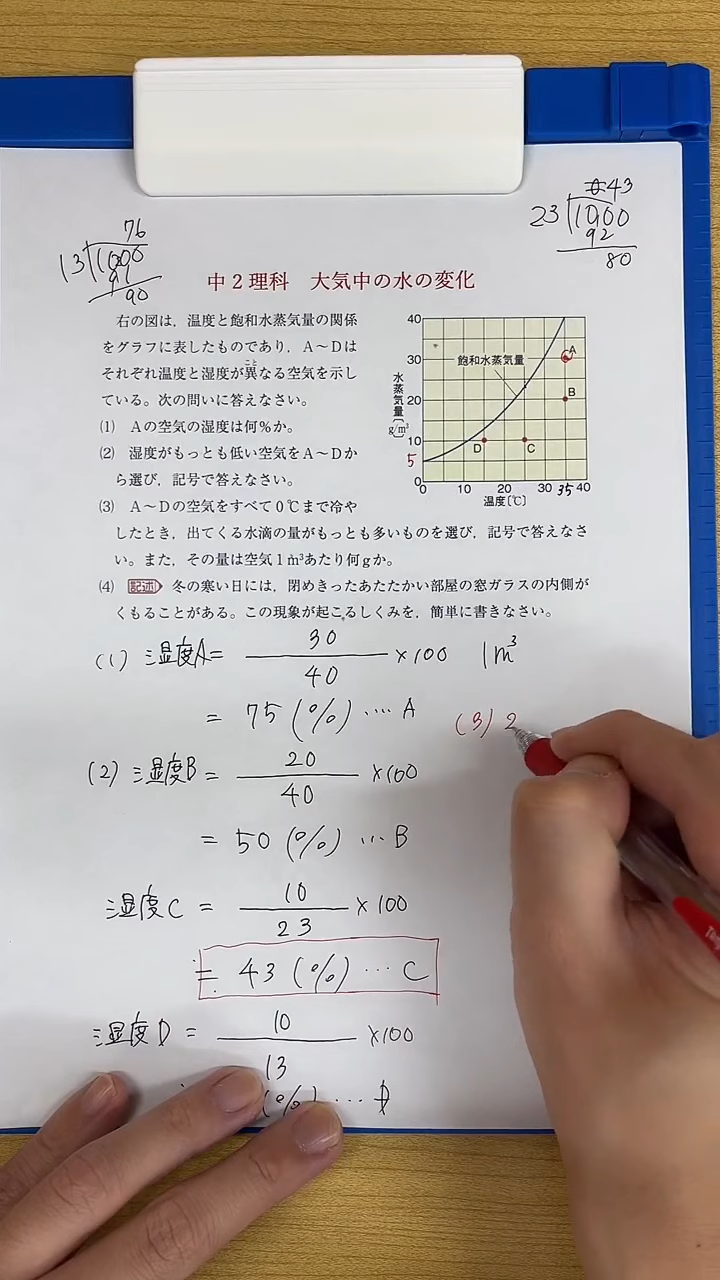 76
13 1000
91
90
43
23 1000
92
80
中2理科 大気中の水の変化
右の図は，温度と飽和水蒸気量の関係
をグラフに表したものであり，A〜Dは
それぞれ温度と湿度が異なる空気を示し
こと
ている。次の問いに答えなさい。
⑴ Aの空気の湿度は何％か。
⑵ 湿度がもっとも低い空気をA〜Dか
ら選び，記号で答えなさい。
⑶ A〜Dの空気をすべて0℃まで冷や
したとき，出てくる水滴の量がもっとも多いものを選び，記号で答えなさ
い。また，その量は空気1m³あたり何gか。
⑷ 記述 冬の寒い日には，閉めきったあたたかい部屋の窓ガラスの内側が
くもることがある。この現象が起こるしくみを，簡単に書きなさい。
水蒸気量〔g/m³〕
40
30
20
10
5
0
飽和水蒸気量
A
B
C
D
0 10 20 30 35 40
温度〔℃〕
(1) 湿度A= 30/40 ×100 1m³
= 75 (%) … A
(3) 2
(2) 湿度B= 20/40 ×100
= 50 (%) … B
湿度C = 10/23 ×100
= 43 (%) … C
湿度D = 10/13 ×100
(%) … D